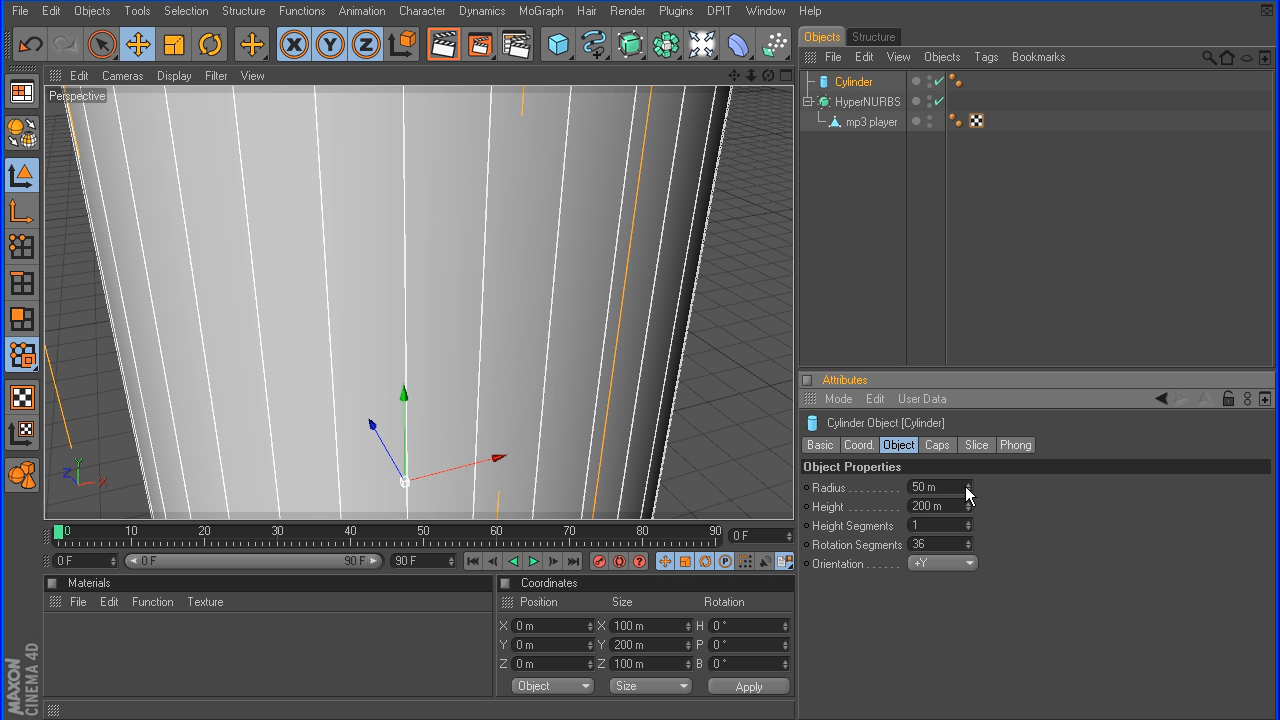 File Edit Objects Tools Selection Structure Functions Animation Character Dynamics MoGraph Hair Render Plugins DPIT Window Help
X Y Z
Objects Structure
File Edit View Objects Tags Bookmarks
Edit Cameras Display Filter View
Perspective
Cylinder
HyperNURBS
mp3 player
Y
Z X
Attributes
Mode Edit User Data
Cylinder Object [Cylinder]
Basic Coord. Object Caps Slice Phong
Object Properties
Radius . . . . . . . . . 50 m
Height . . . . . . . . . 200 m
Height Segments 1
Rotation Segments 36
Orientation . . . . . . +Y
0 10 20 30 40 50 60 70 80 90 0 F
0 F 0 F 90 F 90 F
Materials
File Edit Function Texture
Coordinates
Position Size Rotation
X 0 m X 100 m H 0 °
Y 0 m Y 200 m P 0 °
Z 0 m Z 100 m B 0 °
Object Size Apply
MAXON
CINEMA 4D